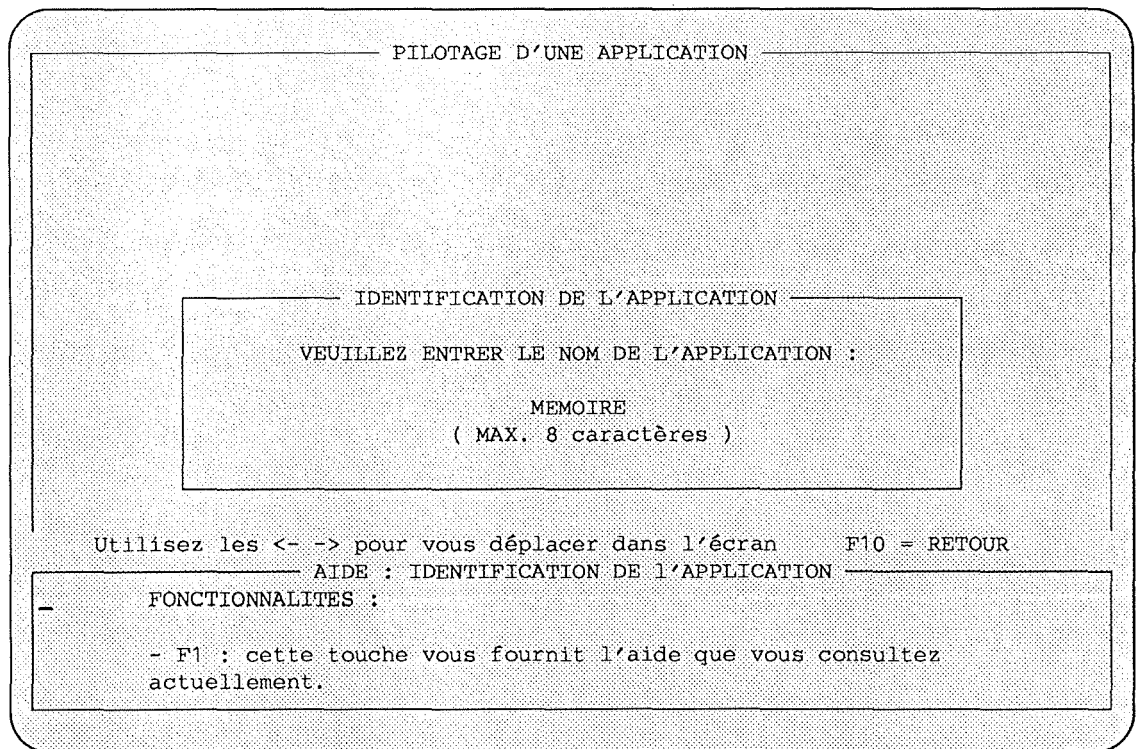 PILOTAGE D'UNE APPLICATION
IDENTIFICATION DE L'APPLICATION
VEUILLEZ ENTRER LE NOM DE L'APPLICATION :
MEMOIRE
( MAX. 8 caractères )
Utilisez les <- -> pour vous déplacer dans l'écran F10 = RETOUR
AIDE : IDENTIFICATION DE l'APPLICATION
FONCTIONNALITES :
- F1 : cette touche vous fournit l'aide que vous consultez
actuellement.